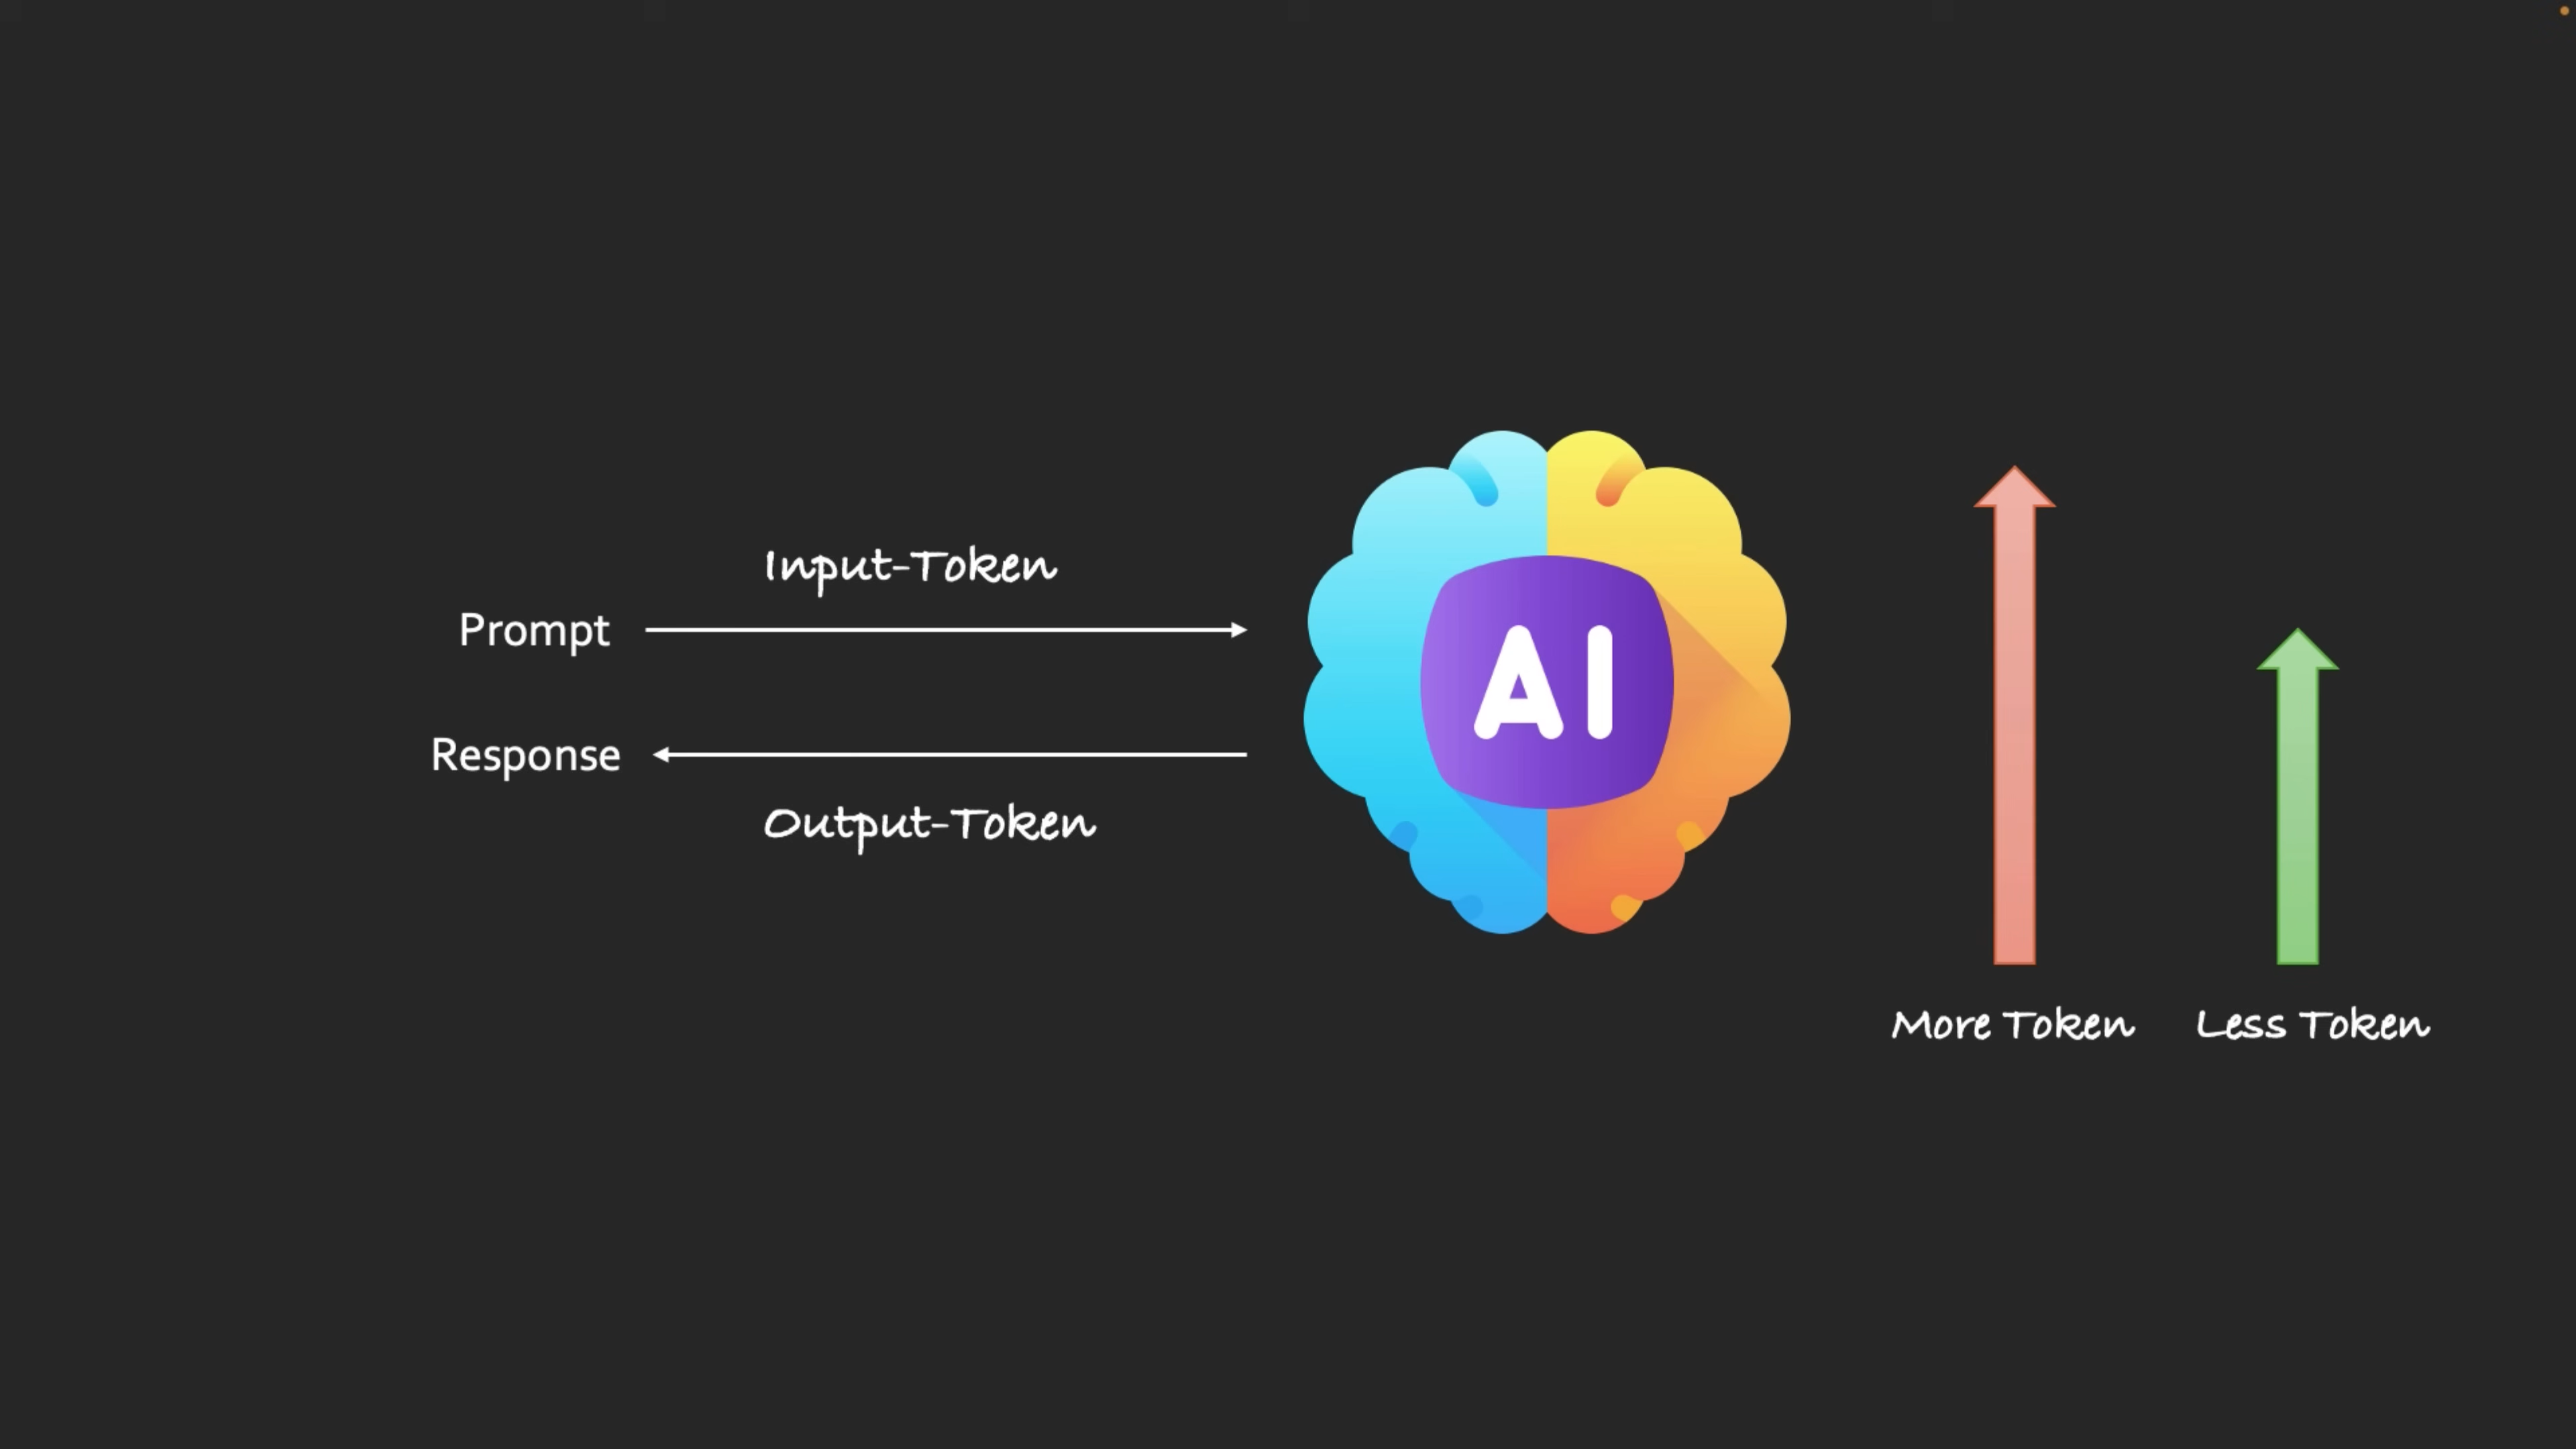 Input-Token
Prompt
Response
Output-Token
AI
More Token
Less Token